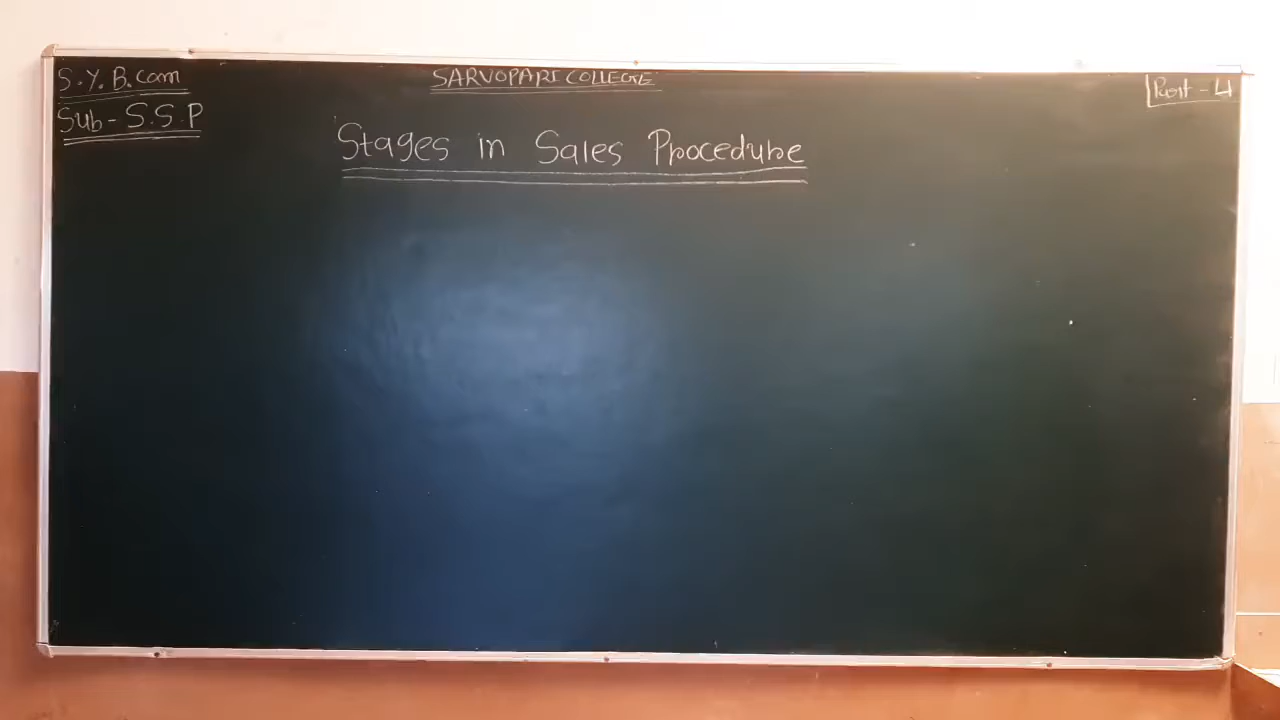 S.Y.B.com
SARVOPARI COLLEGE
Part - 4
Sub - S.S.P
Stages in Sales Procedure